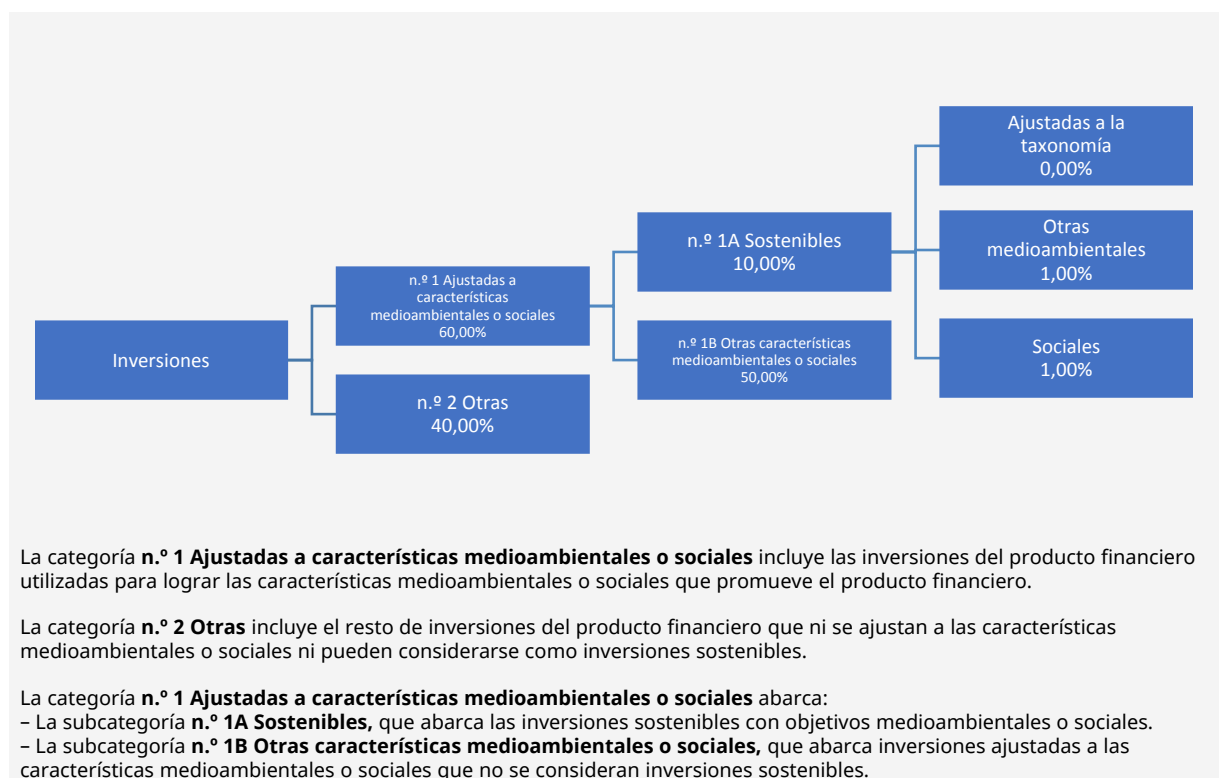 Inversiones
n.º 1 Ajustadas a
características
medioambientales o sociales
60,00%
n.º 2 Otras
40,00%
n.º 1A Sostenibles
10,00%
n.º 1B Otras características
medioambientales o sociales
50,00%
Ajustadas a la
taxonomía
0,00%
Otras
medioambientales
1,00%
Sociales
1,00%
La categoría n.º 1 Ajustadas a características medioambientales o sociales incluye las inversiones del producto financiero
utilizadas para lograr las características medioambientales o sociales que promueve el producto financiero.
La categoría n.º 2 Otras incluye el resto de inversiones del producto financiero que ni se ajustan a las características
medioambientales o sociales ni pueden considerarse como inversiones sostenibles.
La categoría n.º 1 Ajustadas a características medioambientales o sociales abarca:
– La subcategoría n.º 1A Sostenibles, que abarca las inversiones sostenibles con objetivos medioambientales o sociales.
– La subcategoría n.º 1B Otras características medioambientales o sociales, que abarca inversiones ajustadas a las
características medioambientales o sociales que no se consideran inversiones sostenibles.